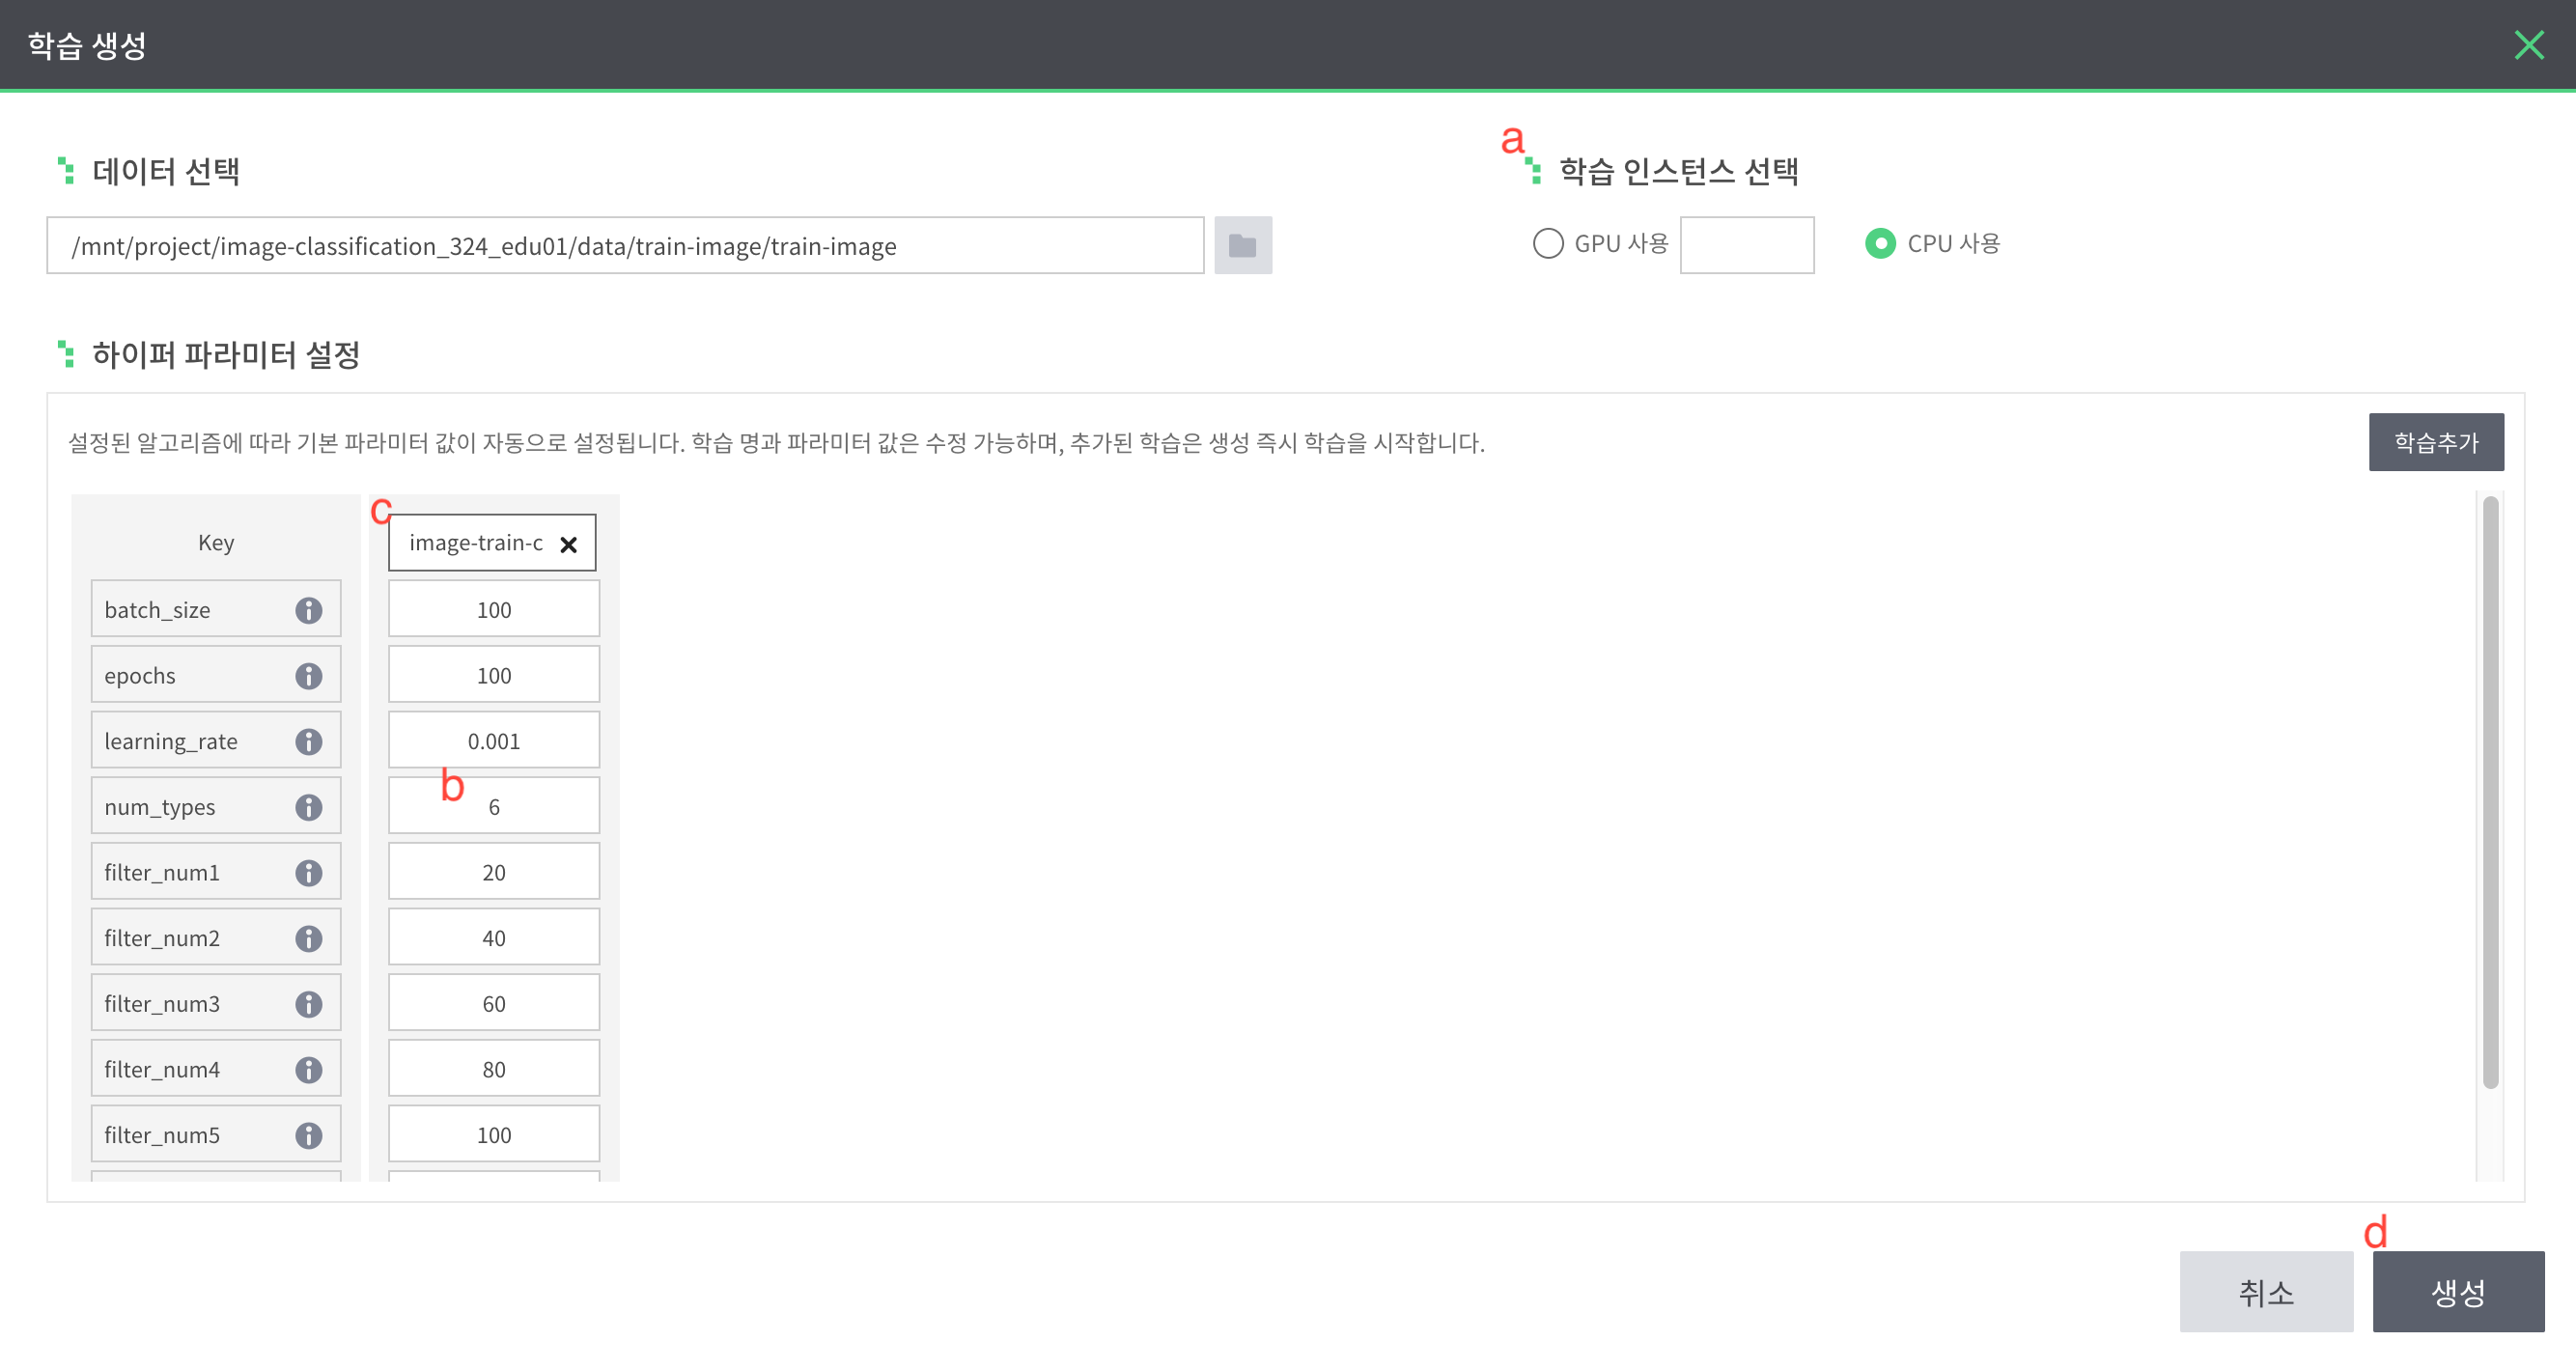 학습 생성
a
데이터 선택
학습 인스턴스 선택
/mnt/project/image-classification_324_edu01/data/train-image/train-image
GPU 사용
CPU 사용
하이퍼 파라미터 설정
설정된 알고리즘에 따라 기본 파라미터 값이 자동으로 설정됩니다. 학습 명과 파라미터 값은 수정 가능하며, 추가된 학습은 생성 즉시 학습을 시작합니다.
학습추가
c
Key
image-train-c
batch_size
100
epochs
100
learning_rate
0.001
b
num_types
6
filter_num1
20
filter_num2
40
filter_num3
60
filter_num4
80
filter_num5
100
d
취소
생성